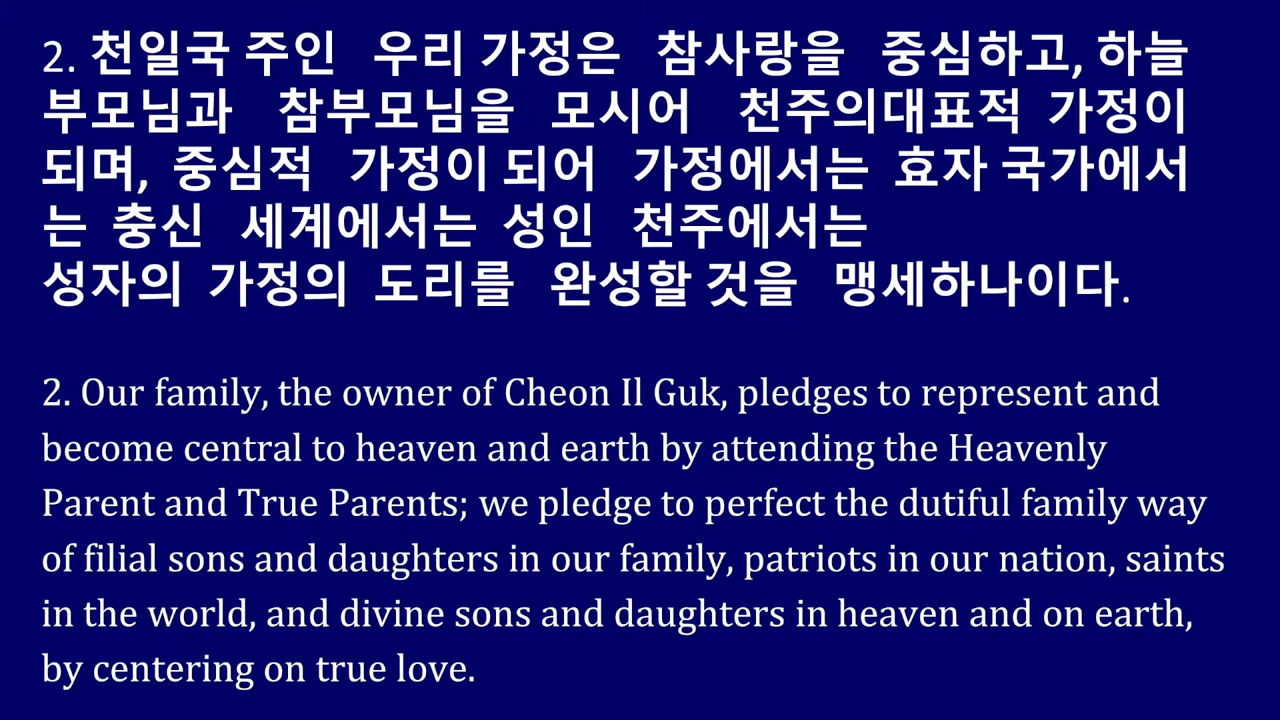 2. 천일국 주인 우리 가정은 참사랑을 중심하고, 하늘
부모님과 참부모님을 모시어 천주의대표적 가정이
되며, 중심적 가정이 되어 가정에서는 효자 국가에서
는 충신 세계에서는 성인 천주에서는
성자의 가정의 도리를 완성할 것을 맹세하나이다.
2. Our family, the owner of Cheon Il Guk, pledges to represent and
become central to heaven and earth by attending the Heavenly
Parent and True Parents; we pledge to perfect the dutiful family way
of filial sons and daughters in our family, patriots in our nation, saints
in the world, and divine sons and daughters in heaven and on earth,
by centering on true love.